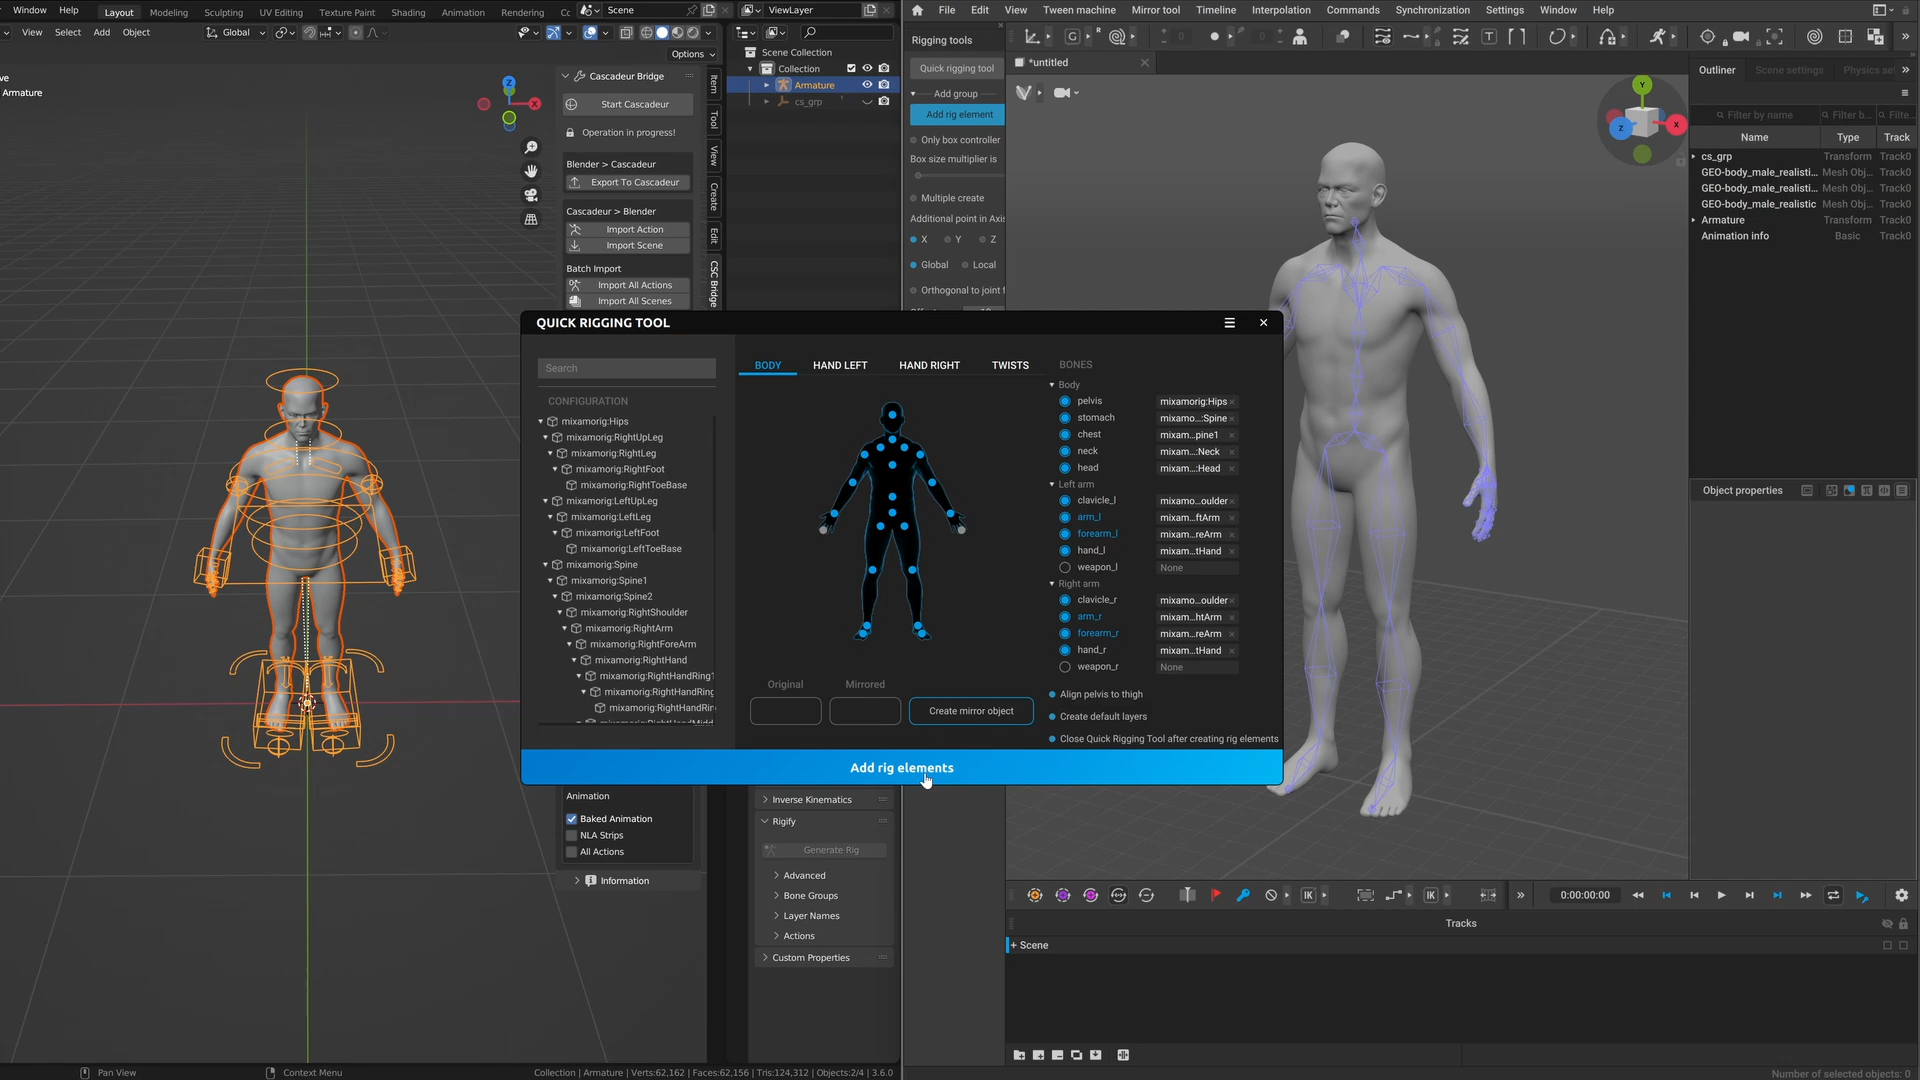 Window Help Layout Modeling Sculpting UV Editing Texture Paint Shading Animation Rendering Scene ViewLayer
View Select Add Object Global
Options
ve
Armature
Z
X
Cascadeur Bridge
Start Cascadeur
Operation in progress!
Blender > Cascadeur
Export To Cascadeur
Cascadeur > Blender
Import Action
Import Scene
Batch Import
Import All Actions
Import All Scenes
Item
Tool
View
Create
Edit
CSC Bridge
Scene Collection
Collection
Armature
cs_grp
File Edit View Tween machine Mirror tool Timeline Interpolation Commands Synchronization Settings Window Help
Rigging tools
Quick rigging tool
Add group
Add rig element
Only box controller
Box size multiplier is
Multiple create
Additional point in Axis
X Y Z
Global Local
Orthogonal to joint f
*untitled
Y
Z
X
Outliner Scene settings Physics se
Filter by name Filter b... Filte...
Name Type Track
cs_grp Transform Track0
GEO-body_male_realisti... Mesh Obj... Track0
GEO-body_male_realisti... Mesh Obj... Track0
GEO-body_male_realistic Mesh Obj... Track0
Armature Transform Track0
Animation info Basic Track0
Object properties
QUICK RIGGING TOOL
Search
CONFIGURATION
mixamorig:Hips
mixamorig:RightUpLeg
mixamorig:RightLeg
mixamorig:RightFoot
mixamorig:RightToeBase
mixamorig:LeftUpLeg
mixamorig:LeftLeg
mixamorig:LeftFoot
mixamorig:LeftToeBase
mixamorig:Spine
mixamorig:Spine1
mixamorig:Spine2
mixamorig:RightShoulder
mixamorig:RightArm
mixamorig:RightForeArm
mixamorig:RightHand
mixamorig:RightHandRing1
mixamorig:RightHandRing
mixamorig:RightHandRin
BODY HAND LEFT HAND RIGHT TWISTS
Original Mirrored
Create mirror object
BONES
Body
pelvis mixamorig:Hips
stomach mixamo...:Spine
chest mixam...pine1
neck mixam...:Neck
head mixam...:Head
Left arm
clavicle_l mixamo...oulder
arm_l mixam...ftArm
forearm_l mixam...reArm
hand_l mixam...tHand
weapon_l None
Right arm
clavicle_r mixamo...oulder
arm_r mixam...htArm
forearm_r mixam...reArm
hand_r mixam...tHand
weapon_r None
Align pelvis to thigh
Create default layers
Close Quick Rigging Tool after creating rig elements
Add rig elements
Animation
Baked Animation
NLA Strips
All Actions
Information
Inverse Kinematics
Rigify
Generate Rig
Advanced
Bone Groups
Layer Names
Actions
Custom Properties
IK IK 0:00:00:00
Tracks
+ Scene
Pan View Context Menu Collection | Armature | Verts:62,162 | Faces:62,156 | Tris:124,312 | Objects:2/4 | 3.6.0
Number of selected objects: 0